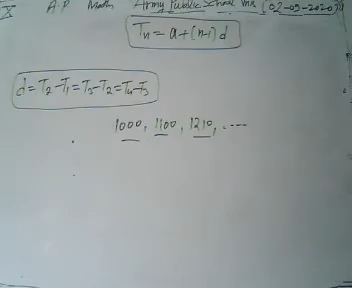 X A.P Math Army Public School (02-09-2020)
Tn = a + (n-1) d
d = T2 - T1 = T3 - T2 = T4 - T3
1000, 1100, 1210, ....